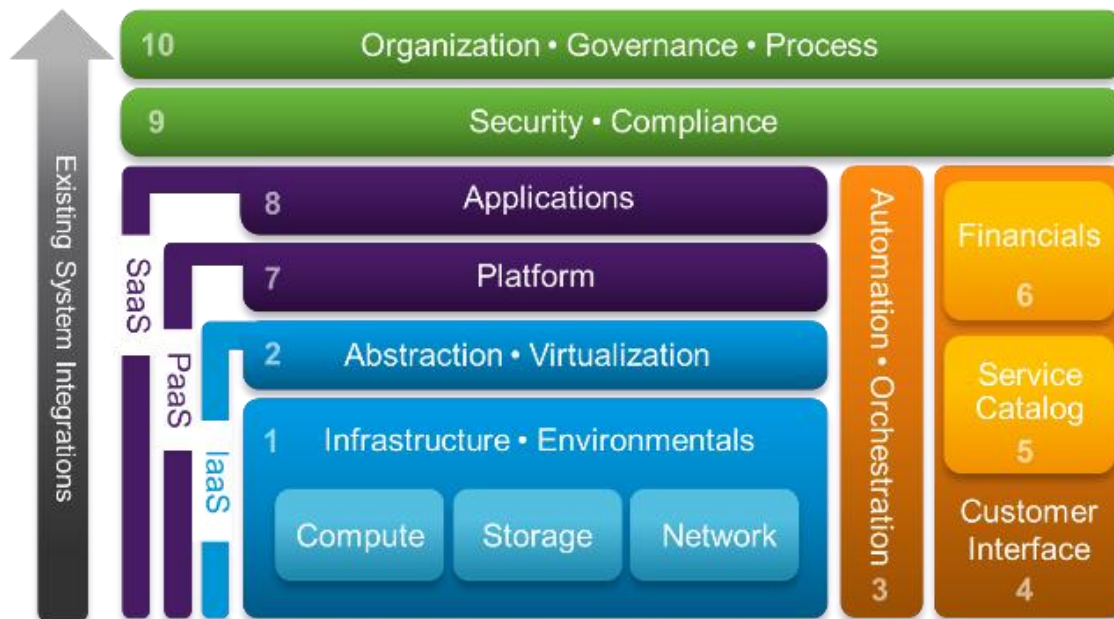 10 Organization • Governance • Process
9 Security • Compliance
Existing System Integrations
SaaS
PaaS
IaaS
8 Applications
7 Platform
2 Abstraction • Virtualization
1 Infrastructure • Environmentals
Compute Storage Network
Automation • Orchestration 3
Financials
6
Service
Catalog
5
Customer
Interface
4